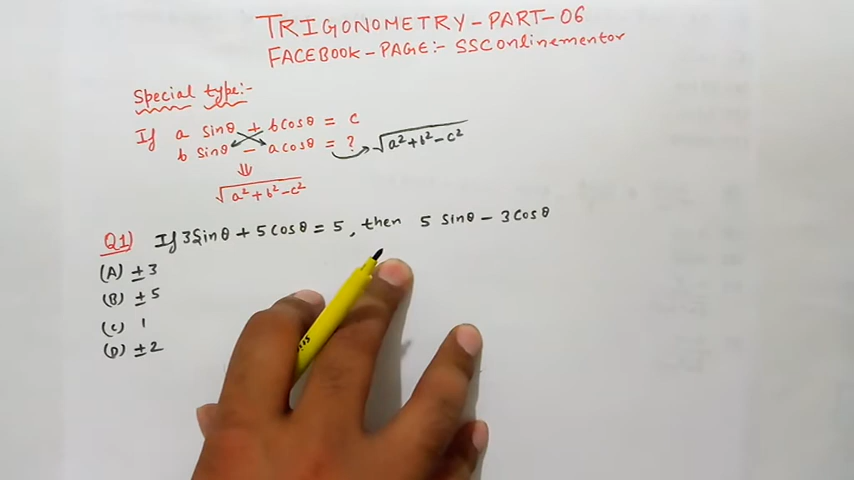 TRIGONOMETRY-PART-06
FACEBOOK-PAGE:- SSConlinementor
Special type:-
If a sinθ + bcosθ = c
b sinθ - acosθ = ? √a²+b²-c²
⇓
√a²+b²-c²
Q1) If 3Sinθ + 5Cosθ = 5, then 5 sinθ - 3cosθ
(A) ±3
(B) ±5
(C) 1
(D) ±2